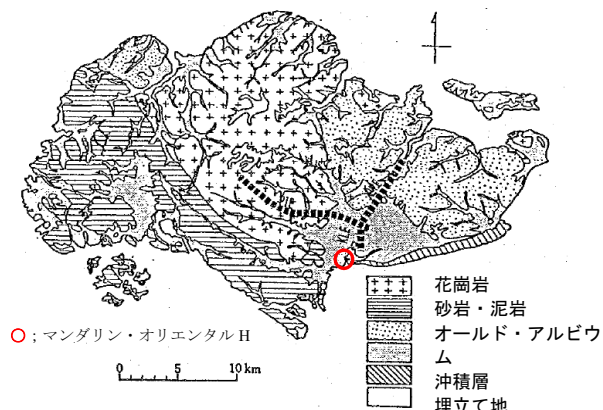 花崗岩
砂岩・泥岩
オールド・アルビウ
ム
沖積層
埋立て地
○；マンダリン・オリエンタルH
0 5 10 km